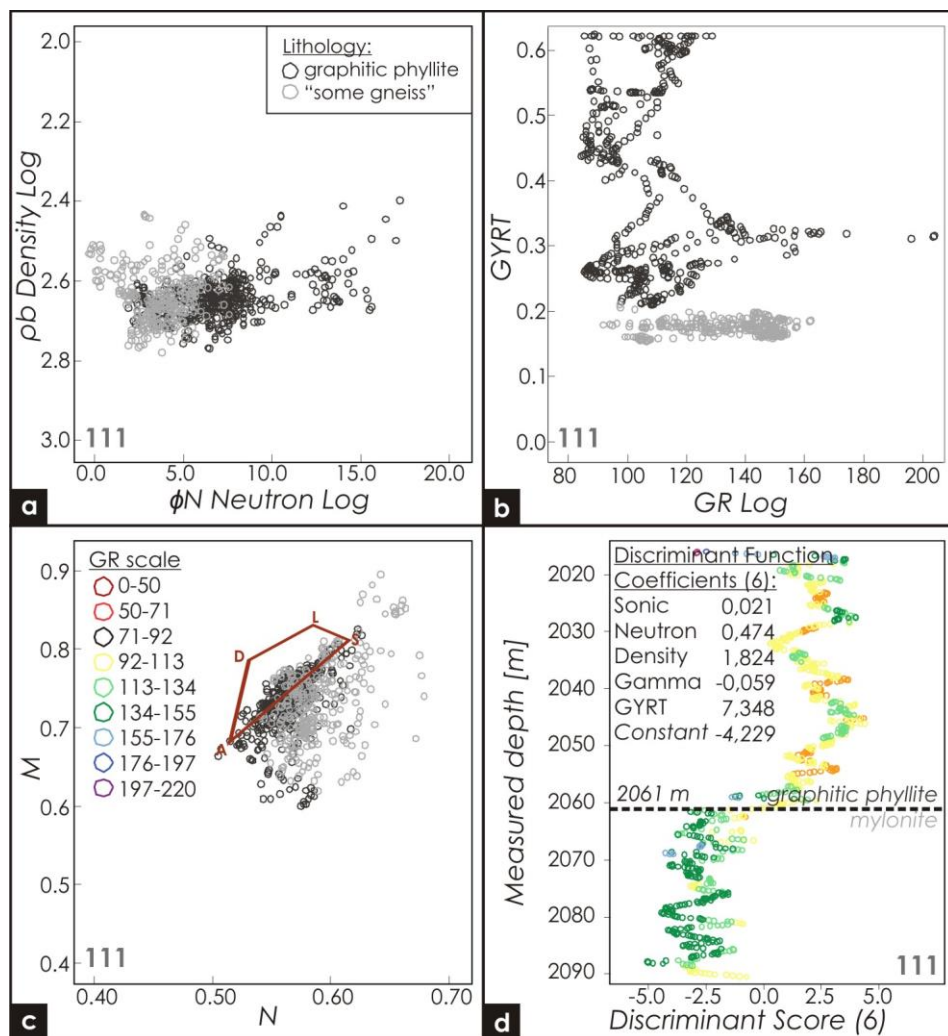 2.0
2.2
2.4
2.6
2.8
3.0
ρb Density Log
Lithology:
graphitic phyllite
"some gneiss"
111
0.0
5.0
10.0
15.0
20.0
ϕN Neutron Log
a
0.6
0.5
0.4
0.3
0.2
0.1
0.0
GYRT
111
80
100
120
140
160
180
200
GR Log
b
0.9
0.8
0.7
0.6
0.5
0.4
M
GR scale
0-50
50-71
71-92
92-113
113-134
134-155
155-176
176-197
197-220
D
L
S
A
111
0.40
0.50
0.60
0.70
N
c
2020
2030
2040
2050
2060
2070
2080
2090
Measured depth [m]
Discriminant Function
Coefficients (6):
Sonic 0,021
Neutron 0,474
Density 1,824
Gamma -0,059
GYRT 7,348
Constant -4,229
2061 m graphitic phyllite
mylonite
111
-5.0
-2.5
0.0
2.5
5.0
Discriminant Score (6)
d